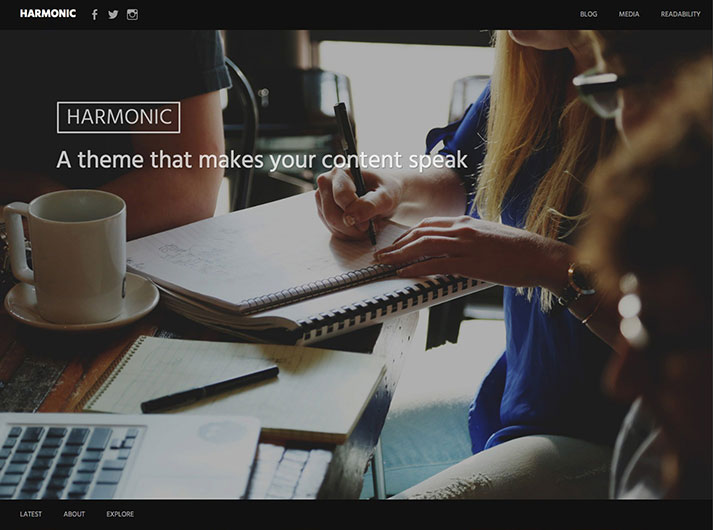 HARMONIC
BLOG MEDIA READABILITY
HARMONIC
A theme that makes your content speak
LATEST ABOUT EXPLORE